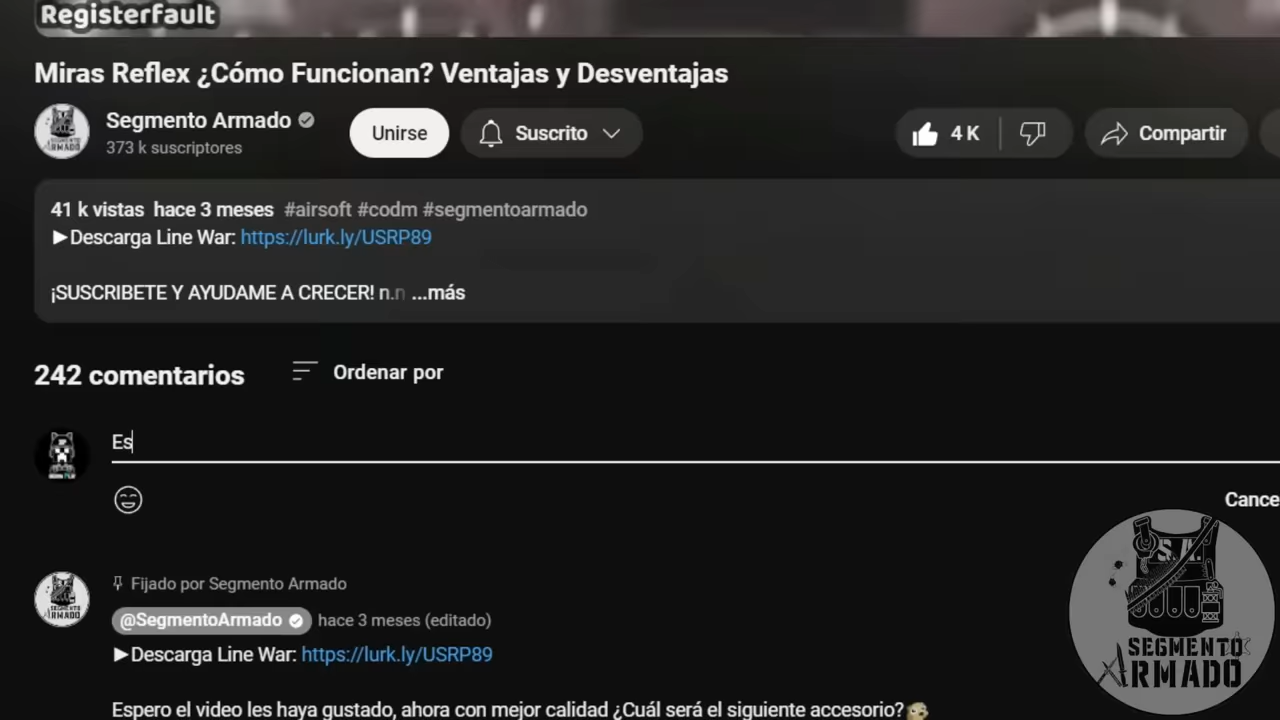 Registerfault
Miras Reflex ¿Cómo Funcionan? Ventajas y Desventajas
Segmento Armado
373 k suscriptores
Unirse
Suscrito
4 K
Compartir
41 k vistas hace 3 meses #airsoft #codm #segmentoarmado
►Descarga Line War: https://lurk.ly/USRP89
¡SUSCRIBETE Y AYUDAME A CRECER! n.n ...más
242 comentarios
Ordenar por
Es
Cance
Fijado por Segmento Armado
@SegmentoArmado hace 3 meses (editado)
►Descarga Line War: https://lurk.ly/USRP89
Espero el video les haya gustado, ahora con mejor calidad ¿Cuál será el siguiente accesorio?
S.A.
SEGMENTO
ARMADO